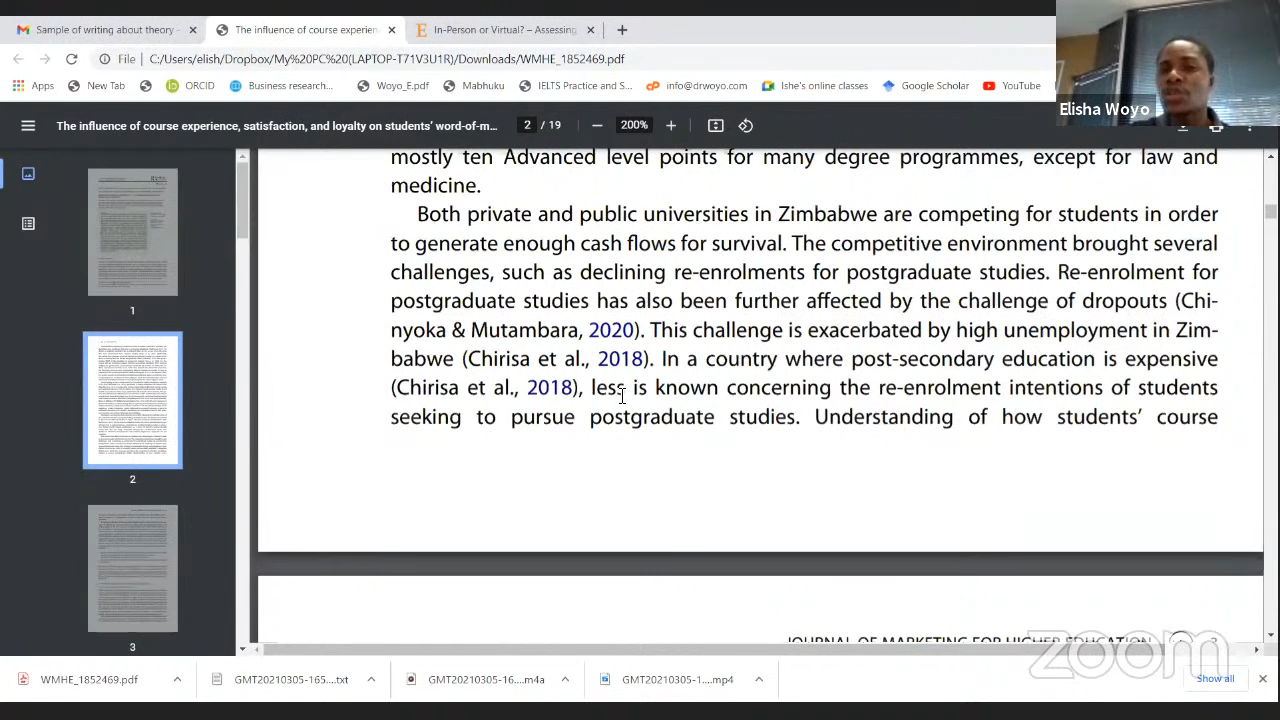 Sample of writing about theory -
The influence of course experien
In-Person or Virtual? – Assessing
File
C:/Users/elish/Dropbox/My%20PC%20(LAPTOP-T71V3U1R)/Downloads/WMHE_1852469.pdf
Apps
New Tab
ORCID
Business research...
Woyo_E.pdf
Mabhuku
IELTS Practice and S...
info@drwoyo.com
Ishe's online classes
Google Scholar
YouTube
Elisha Woyo
The influence of course experience, satisfaction, and loyalty on students' word-of-m...
2 / 19
200%
mostly ten Advanced level points for many degree programmes, except for law and
medicine.
Both private and public universities in Zimbabwe are competing for students in order
to generate enough cash flows for survival. The competitive environment brought several
challenges, such as declining re-enrolments for postgraduate studies. Re-enrolment for
postgraduate studies has also been further affected by the challenge of dropouts (Chi-
nyoka & Mutambara, 2020). This challenge is exacerbated by high unemployment in Zim-
babwe (Chirisa et al., 2018). In a country where post-secondary education is expensive
(Chirisa et al., 2018), less is known concerning the re-enrolment intentions of students
seeking to pursue postgraduate studies. Understanding of how students' course
1
2
3
JOURNAL OF MARKETING FOR HIGHER EDUCATION
3
zoom
WMHE_1852469.pdf
GMT20210305-165....txt
GMT20210305-16....m4a
GMT20210305-1....mp4
Show all